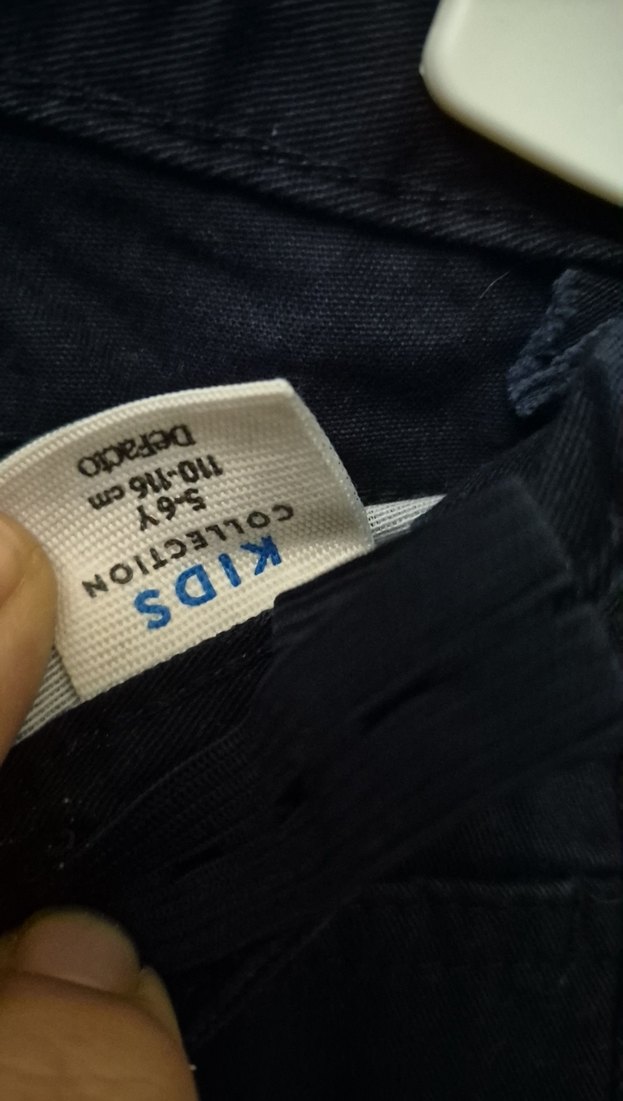 KIDS
COLLECTION
5-6Y
110-116 cm
DeFacto